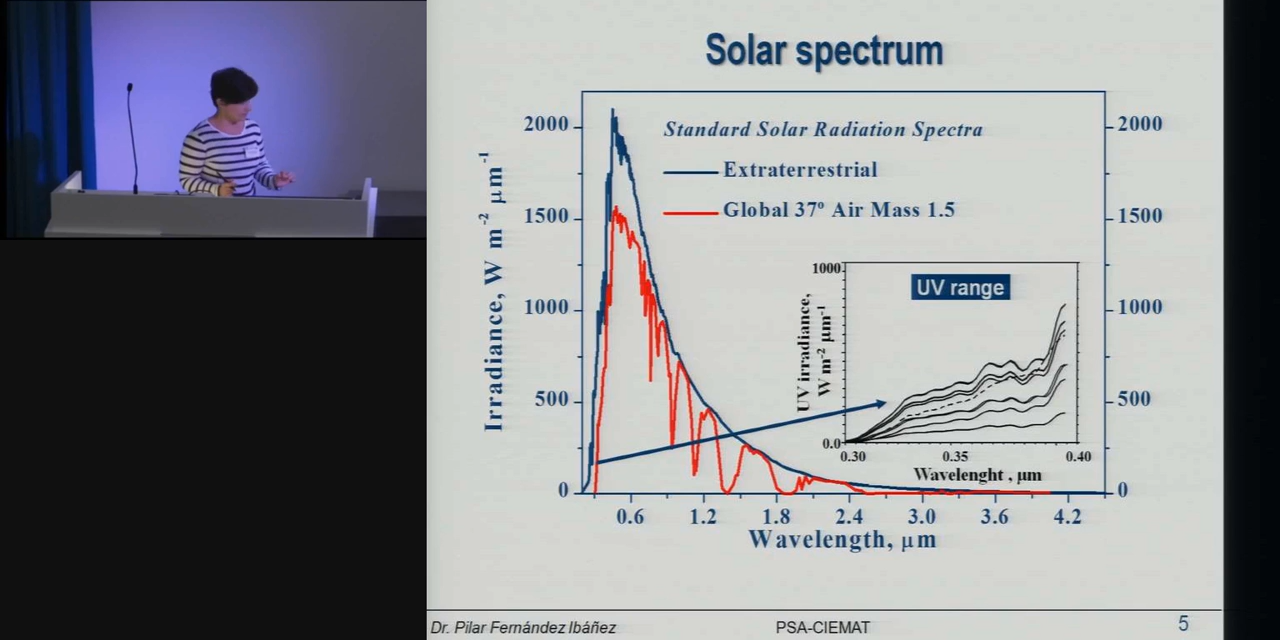 Solar spectrum
Standard Solar Radiation Spectra
Extraterrestrial
Global 37º Air Mass 1.5
Irradiance, W m-2 μm-1
2000
1500
1000
500
0
2000
1500
1000
500
0
0.6 1.2 1.8 2.4 3.0 3.6 4.2
Wavelength, μm
UV range
UV irradiance,
W m-2 μm-1
1000
0.0
0.30 0.35 0.40
Wavelenght , μm
Dr. Pilar Fernández Ibáñez PSA-CIEMAT 5